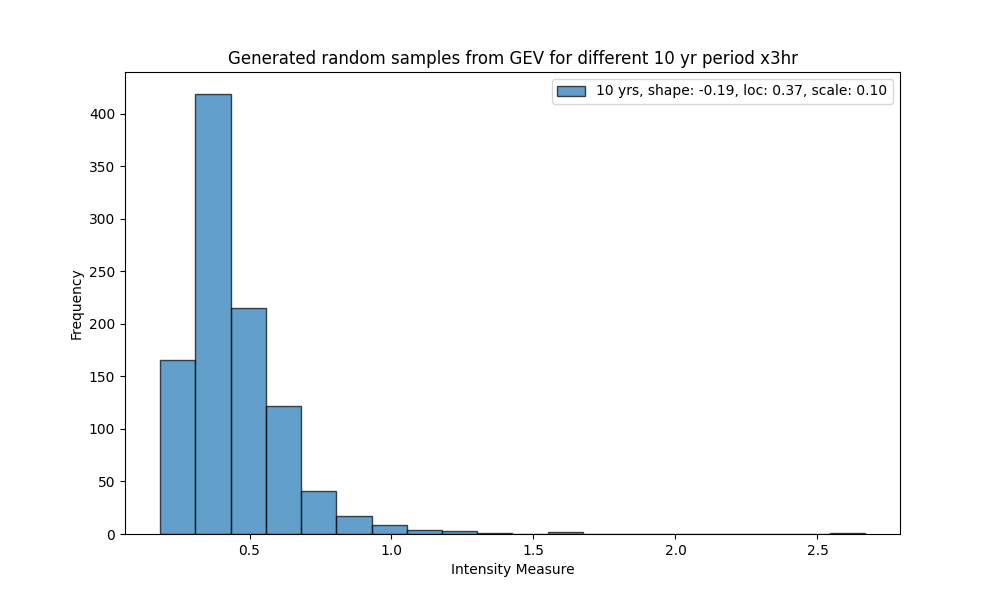 Generated random samples from GEV for different 10 yr period x3hr
10 yrs, shape: -0.19, loc: 0.37, scale: 0.10
Frequency
400
350
300
250
200
150
100
50
0
0.5 1.0 1.5 2.0 2.5
Intensity Measure